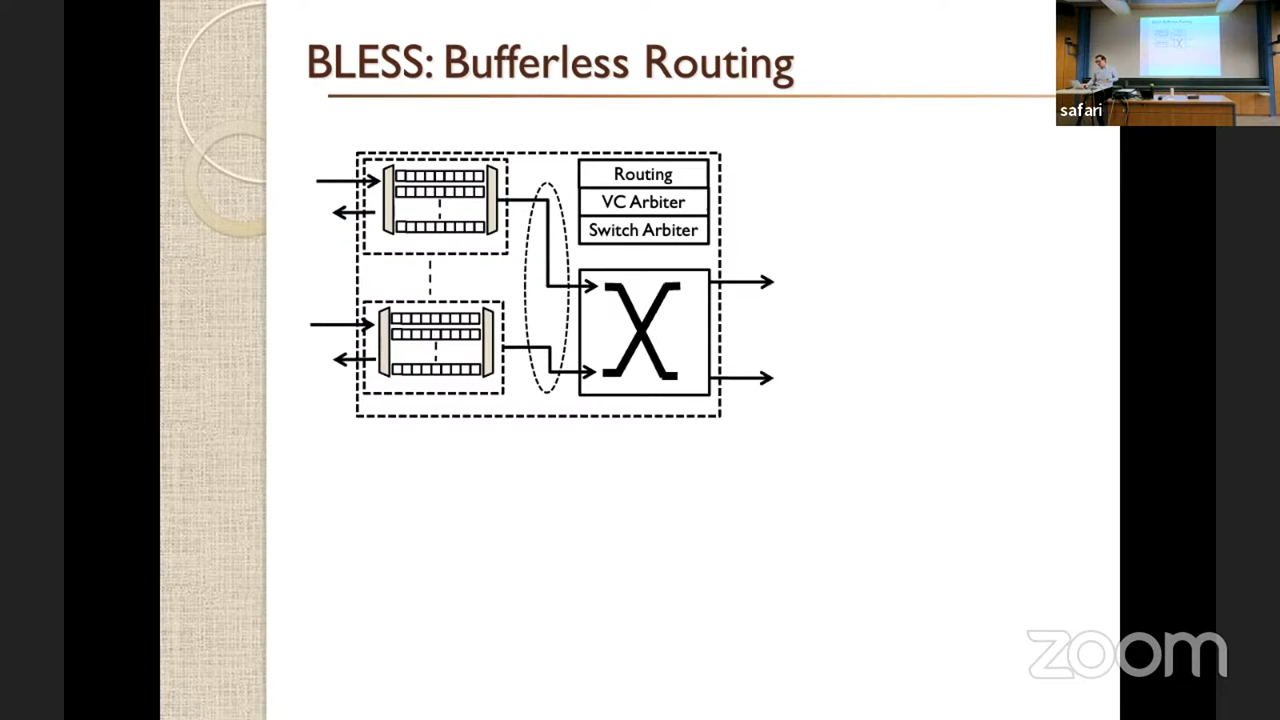 BLESS: Bufferless Routing
safari
Routing
VC Arbiter
Switch Arbiter
zoom